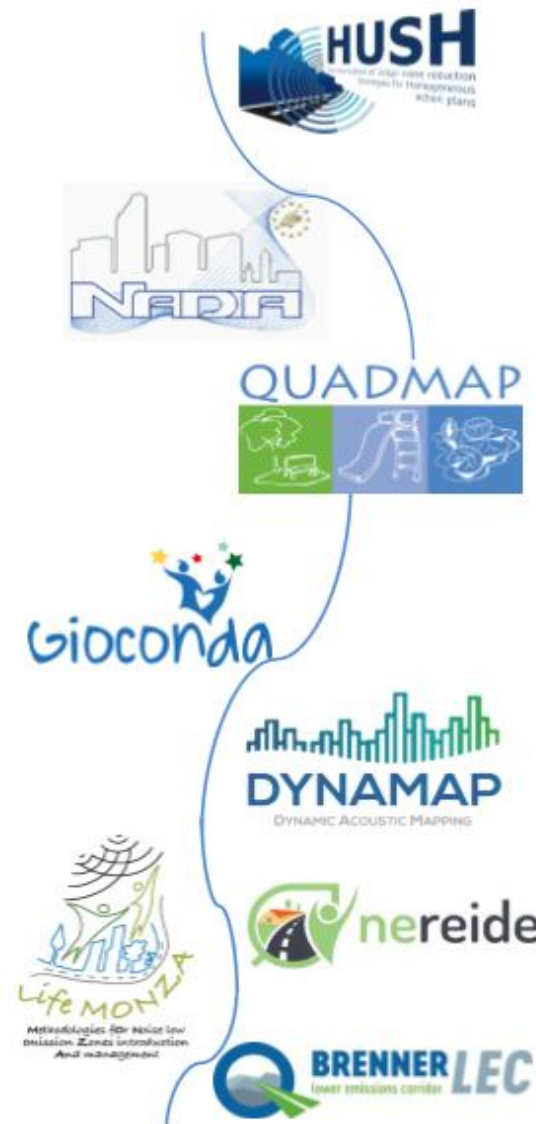 HUSH
of urban noise reduction
strategies for Homogeneous
action plans
NADIA
QUADMAP
Gioconda
DYNAMAP
DYNAMIC ACOUSTIC MAPPING
nereide
Life MONZA
Methodologies fOr Noise low
emission Zones introduction
And management
BRENNER LEC
lower emissions corridor